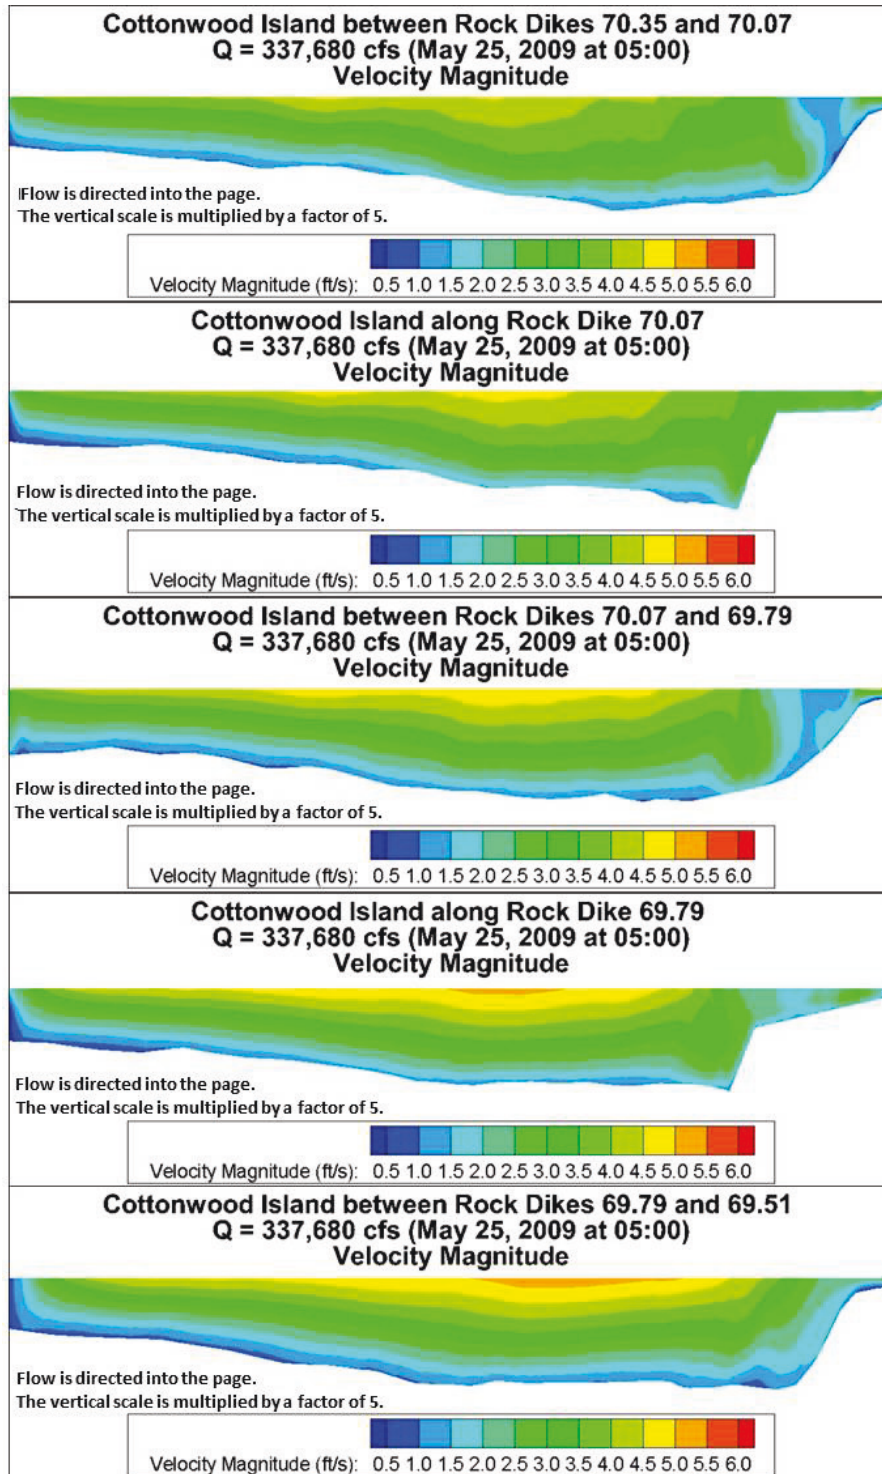 Cottonwood Island between Rock Dikes 70.35 and 70.07
Q = 337,680 cfs (May 25, 2009 at 05:00)
Velocity Magnitude
Flow is directed into the page.
The vertical scale is multiplied by a factor of 5.
Velocity Magnitude (ft/s): 0.5 1.0 1.5 2.0 2.5 3.0 3.5 4.0 4.5 5.0 5.5 6.0
Cottonwood Island along Rock Dike 70.07
Q = 337,680 cfs (May 25, 2009 at 05:00)
Velocity Magnitude
Flow is directed into the page.
The vertical scale is multiplied by a factor of 5.
Velocity Magnitude (ft/s): 0.5 1.0 1.5 2.0 2.5 3.0 3.5 4.0 4.5 5.0 5.5 6.0
Cottonwood Island between Rock Dikes 70.07 and 69.79
Q = 337,680 cfs (May 25, 2009 at 05:00)
Velocity Magnitude
Flow is directed into the page.
The vertical scale is multiplied by a factor of 5.
Velocity Magnitude (ft/s): 0.5 1.0 1.5 2.0 2.5 3.0 3.5 4.0 4.5 5.0 5.5 6.0
Cottonwood Island along Rock Dike 69.79
Q = 337,680 cfs (May 25, 2009 at 05:00)
Velocity Magnitude
Flow is directed into the page.
The vertical scale is multiplied by a factor of 5.
Velocity Magnitude (ft/s): 0.5 1.0 1.5 2.0 2.5 3.0 3.5 4.0 4.5 5.0 5.5 6.0
Cottonwood Island between Rock Dikes 69.79 and 69.51
Q = 337,680 cfs (May 25, 2009 at 05:00)
Velocity Magnitude
Flow is directed into the page.
The vertical scale is multiplied by a factor of 5.
Velocity Magnitude (ft/s): 0.5 1.0 1.5 2.0 2.5 3.0 3.5 4.0 4.5 5.0 5.5 6.0